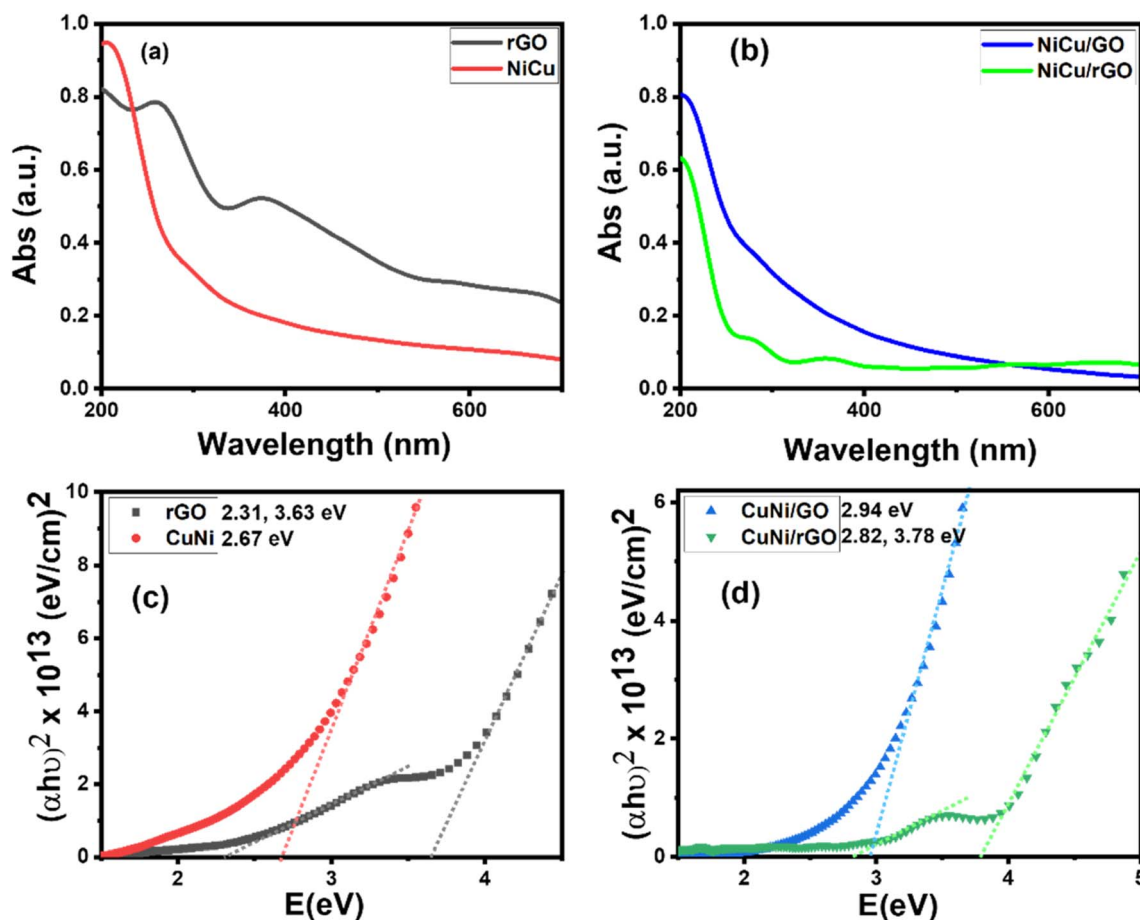 (a)
rGO
NiCu
Abs (a.u.)
1.0
0.8
0.6
0.4
0.2
0.0
200
400
600
Wavelength (nm)
(b)
NiCu/GO
NiCu/rGO
Abs (a.u.)
1.0
0.8
0.6
0.4
0.2
0.0
200
400
600
Wavelength (nm)
(c)
rGO 2.31, 3.63 eV
CuNi 2.67 eV
(αhυ)² x 10¹³ (eV/cm)²
10
8
6
4
2
0
2
3
4
E(eV)
(d)
CuNi/GO 2.94 eV
CuNi/rGO 2.82, 3.78 eV
(αhυ)² x 10¹³ (eV/cm)²
6
4
2
0
2
3
4
5
E(eV)